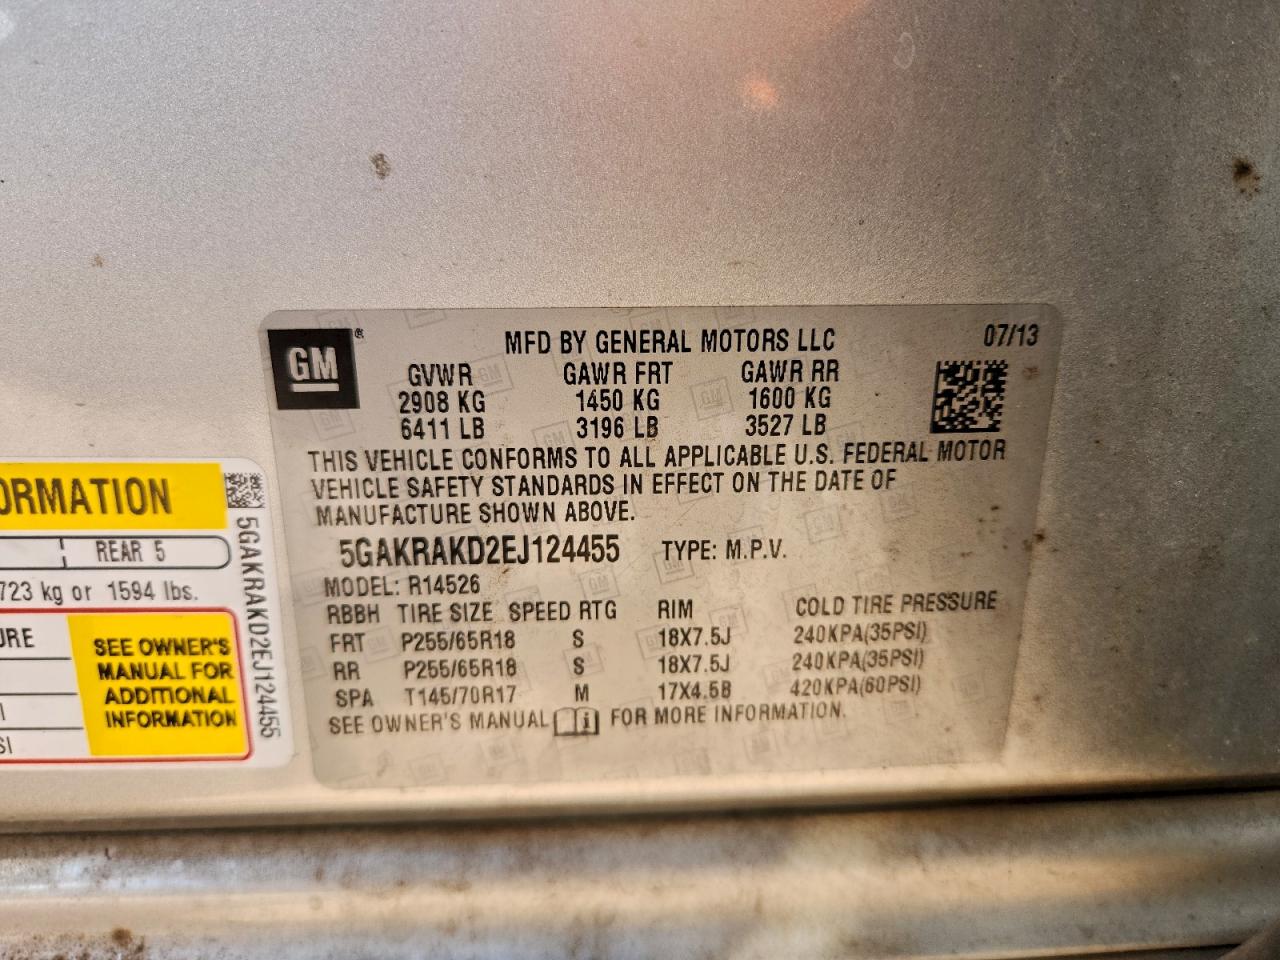 GM®
MFD BY GENERAL MOTORS LLC 07/13
GVWR GAWR FRT GAWR RR
2908 KG 1450 KG 1600 KG
6411 LB 3196 LB 3527 LB
THIS VEHICLE CONFORMS TO ALL APPLICABLE U.S. FEDERAL MOTOR
VEHICLE SAFETY STANDARDS IN EFFECT ON THE DATE OF
MANUFACTURE SHOWN ABOVE.
5GAKRAKD2EJ124455 TYPE: M.P.V.
MODEL: R14526
RBBH TIRE SIZE SPEED RTG RIM COLD TIRE PRESSURE
FRT P255/65R18 S 18X7.5J 240KPA(35PSI)
RR P255/65R18 S 18X7.5J 240KPA(35PSI)
SPA T145/70R17 M 17X4.5B 420KPA(60PSI)
SEE OWNER'S MANUAL i FOR MORE INFORMATION.
ORMATION
REAR 5
723 kg or 1594 lbs.
URE
I
SI
SEE OWNER'S
MANUAL FOR
ADDITIONAL
INFORMATION
5GAKRAKD2EJ124455